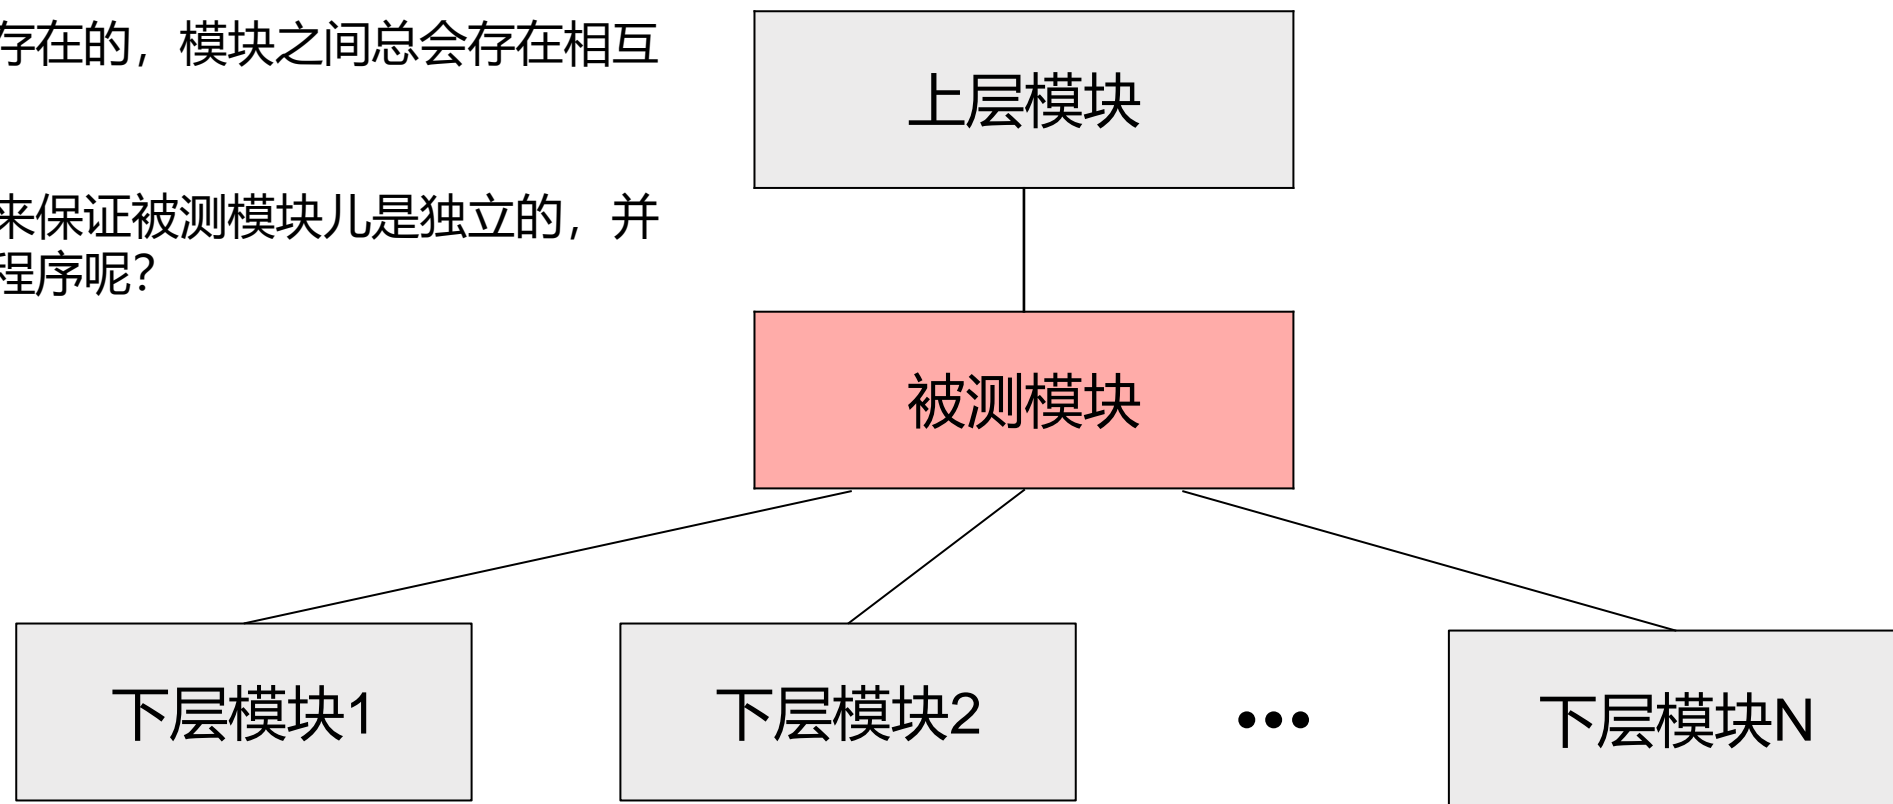 存在的，模块之间总会存在相互
来保证被测模块儿是独立的，并
程序呢？
上层模块
被测模块
下层模块1
下层模块2
•••
下层模块N